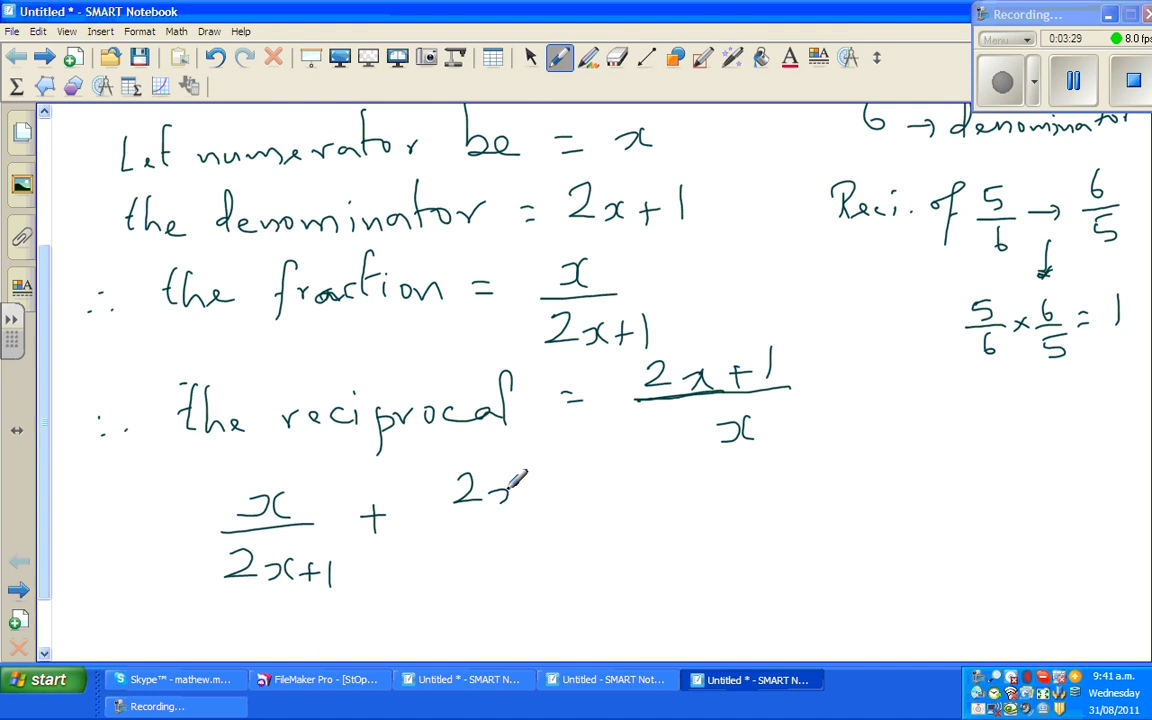 Untitled * - SMART Notebook
File Edit View Insert Format Math Draw Help
Recording...
Menu
0:03:29
8.0 fps
Let numerator be = x
the denominator = 2x+1
∴ the fraction = x/(2x+1)
∴ the reciprocal = (2x+1)/x
x/(2x+1) + 2x
6 → denominator
Reci. of 5/6 → 6/5
↓
5/6 × 6/5 = 1
start
Skype™ - mathew.m...
FileMaker Pro - [StOp...
Untitled * - SMART N...
Untitled - SMART Not...
Untitled * - SMART N...
Recording...
9:41 a.m.
Wednesday
31/08/2011